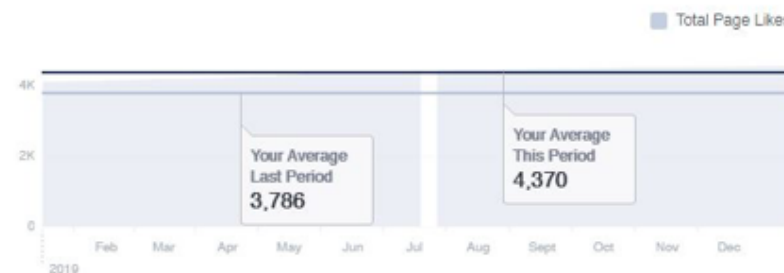 Total Page Like
4K
Your Average
Last Period
3,786
Your Average
This Period
4,370
2K
0
Feb Mar Apr May Jun Jul Aug Sept Oct Nov Dec
2019